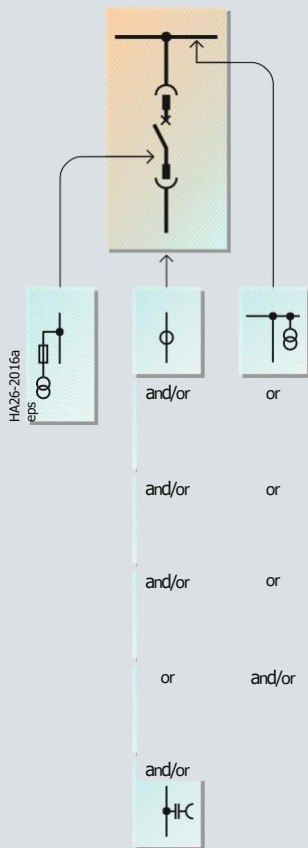 HA26-2016a
eps
and/or or
and/or or
and/or or
or and/or
and/or